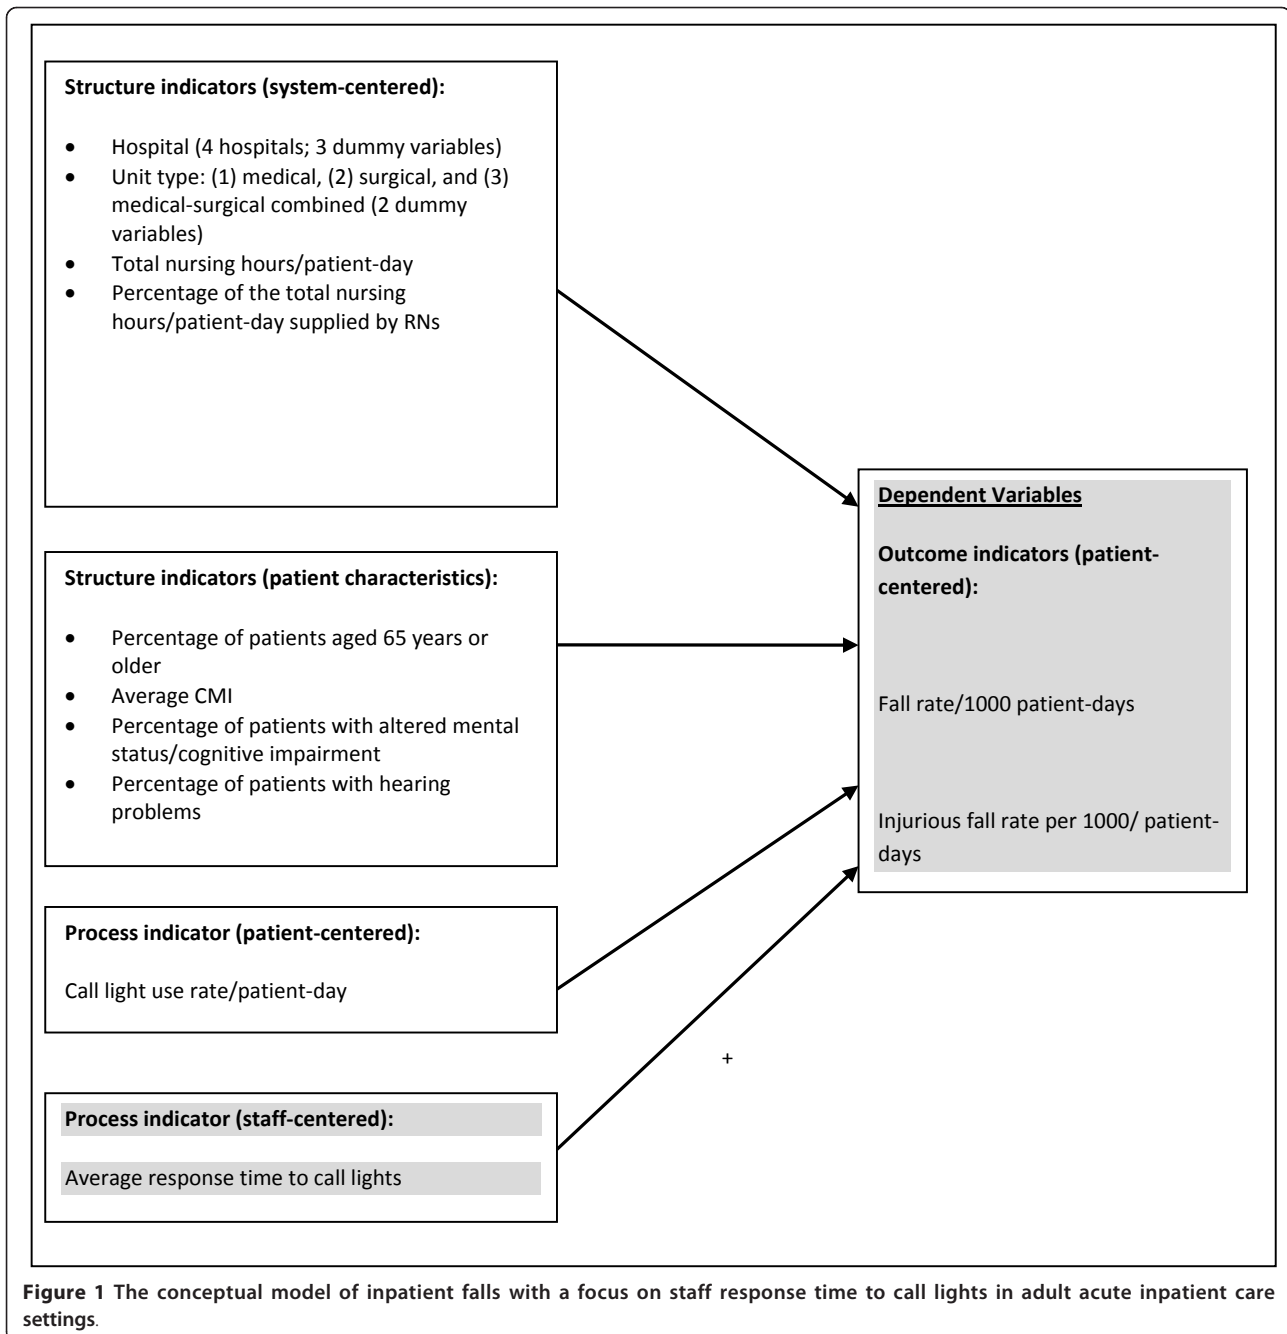 Structure indicators (system-centered):
• Hospital (4 hospitals; 3 dummy variables)
• Unit type: (1) medical, (2) surgical, and (3)
medical-surgical combined (2 dummy
variables)
• Total nursing hours/patient-day
• Percentage of the total nursing
hours/patient-day supplied by RNs
Structure indicators (patient characteristics):
• Percentage of patients aged 65 years or
older
• Average CMI
• Percentage of patients with altered mental
status/cognitive impairment
• Percentage of patients with hearing
problems
Process indicator (patient-centered):
Call light use rate/patient-day
Process indicator (staff-centered):
Average response time to call lights
+
Dependent Variables
Outcome indicators (patient-
centered):
Fall rate/1000 patient-days
Injurious fall rate per 1000/ patient-
days
Figure 1 The conceptual model of inpatient falls with a focus on staff response time to call lights in adult acute inpatient care
settings.